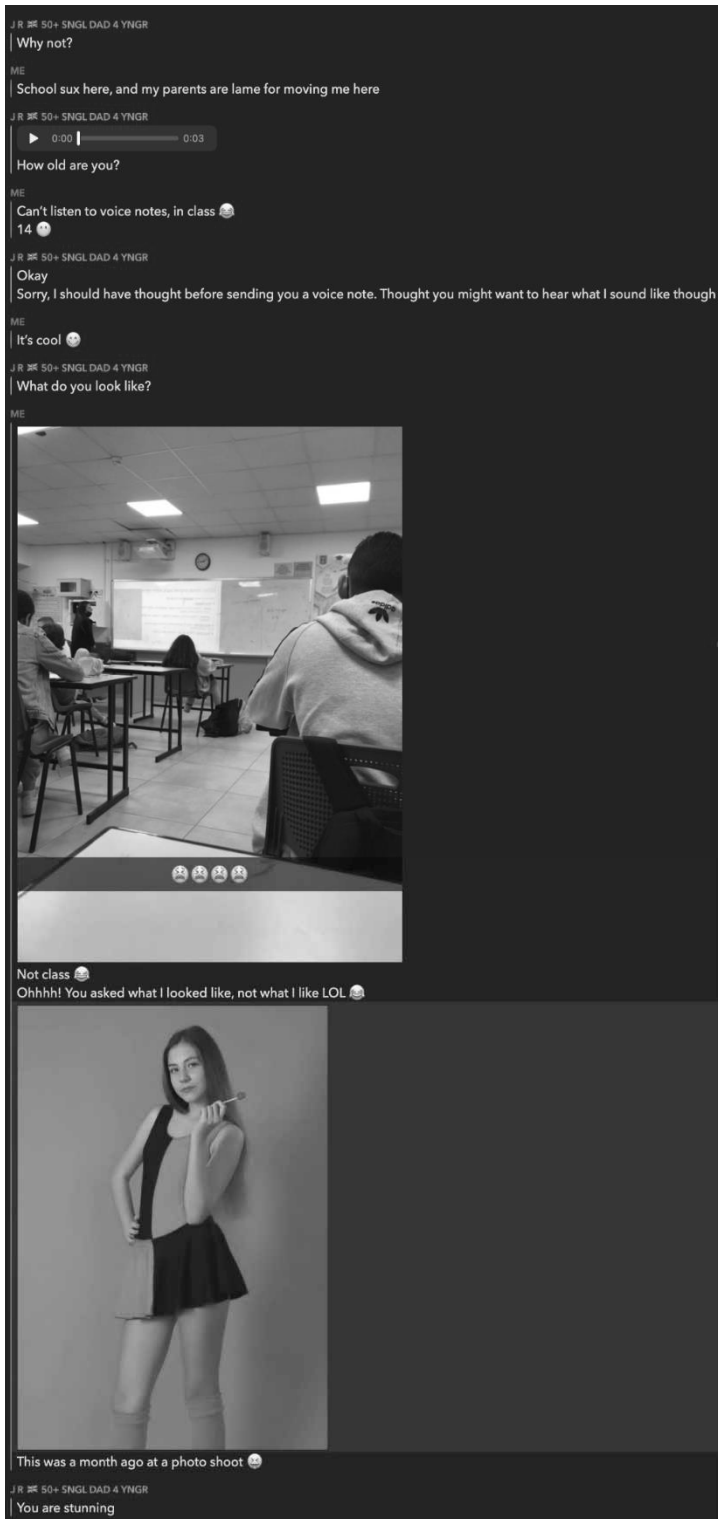 J R 🇬🇧 50+ SNGL DAD 4 YNGR
Why not?
ME
School sux here, and my parents are lame for moving me here
J R 🇬🇧 50+ SNGL DAD 4 YNGR
0:00 0:03
How old are you?
ME
Can't listen to voice notes, in class 😂
14
J R 🇬🇧 50+ SNGL DAD 4 YNGR
Okay
Sorry, I should have thought before sending you a voice note. Thought you might want to hear what I sound like though
ME
It's cool
J R 🇬🇧 50+ SNGL DAD 4 YNGR
What do you look like?
ME
adidas
Not class 😂
Ohhhh! You asked what I looked like, not what I like LOL 😂
This was a month ago at a photo shoot
J R 🇬🇧 50+ SNGL DAD 4 YNGR
You are stunning